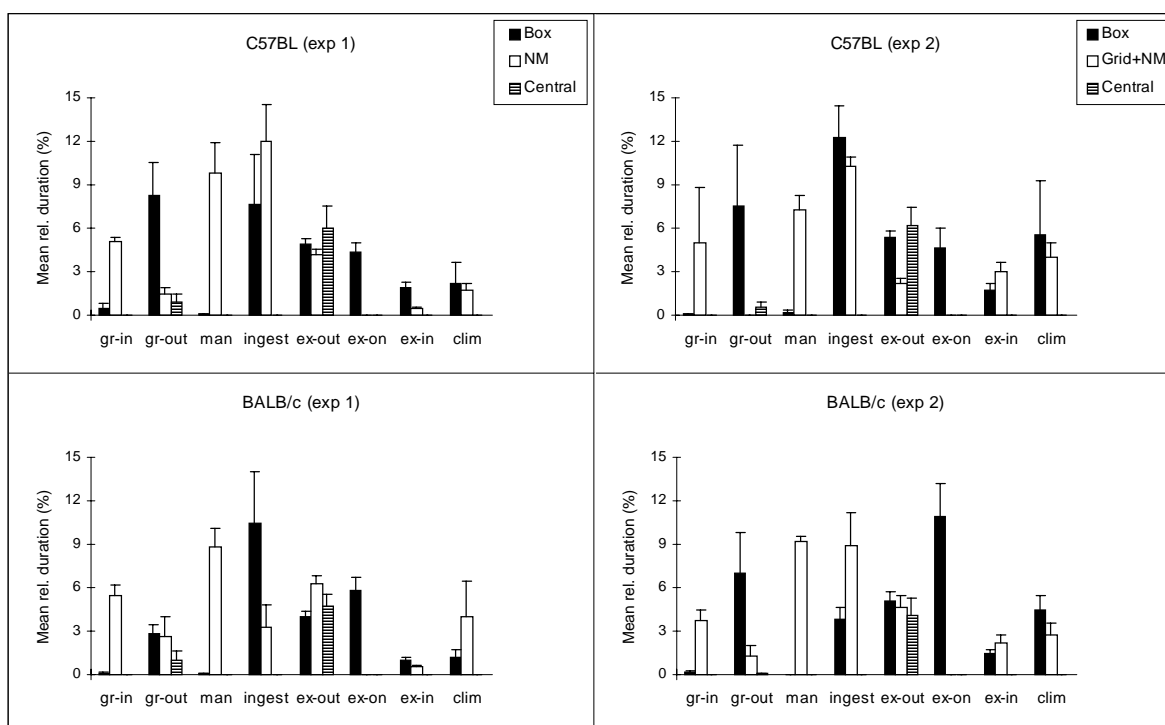 C57BL (exp 1)
Box
NM
Central
Mean rel. duration (%)
15
12
9
6
3
0
gr-in gr-out man ingest ex-out ex-on ex-in clim
C57BL (exp 2)
Box
Grid+NM
Central
Mean rel. duration (%)
15
12
9
6
3
0
gr-in gr-out man ingest ex-out ex-on ex-in clim
BALB/c (exp 1)
Mean rel. duration (%)
15
12
9
6
3
0
gr-in gr-out man ingest ex-out ex-on ex-in clim
BALB/c (exp 2)
Mean rel. duration (%)
15
12
9
6
3
0
gr-in gr-out man ingest ex-out ex-on ex-in clim